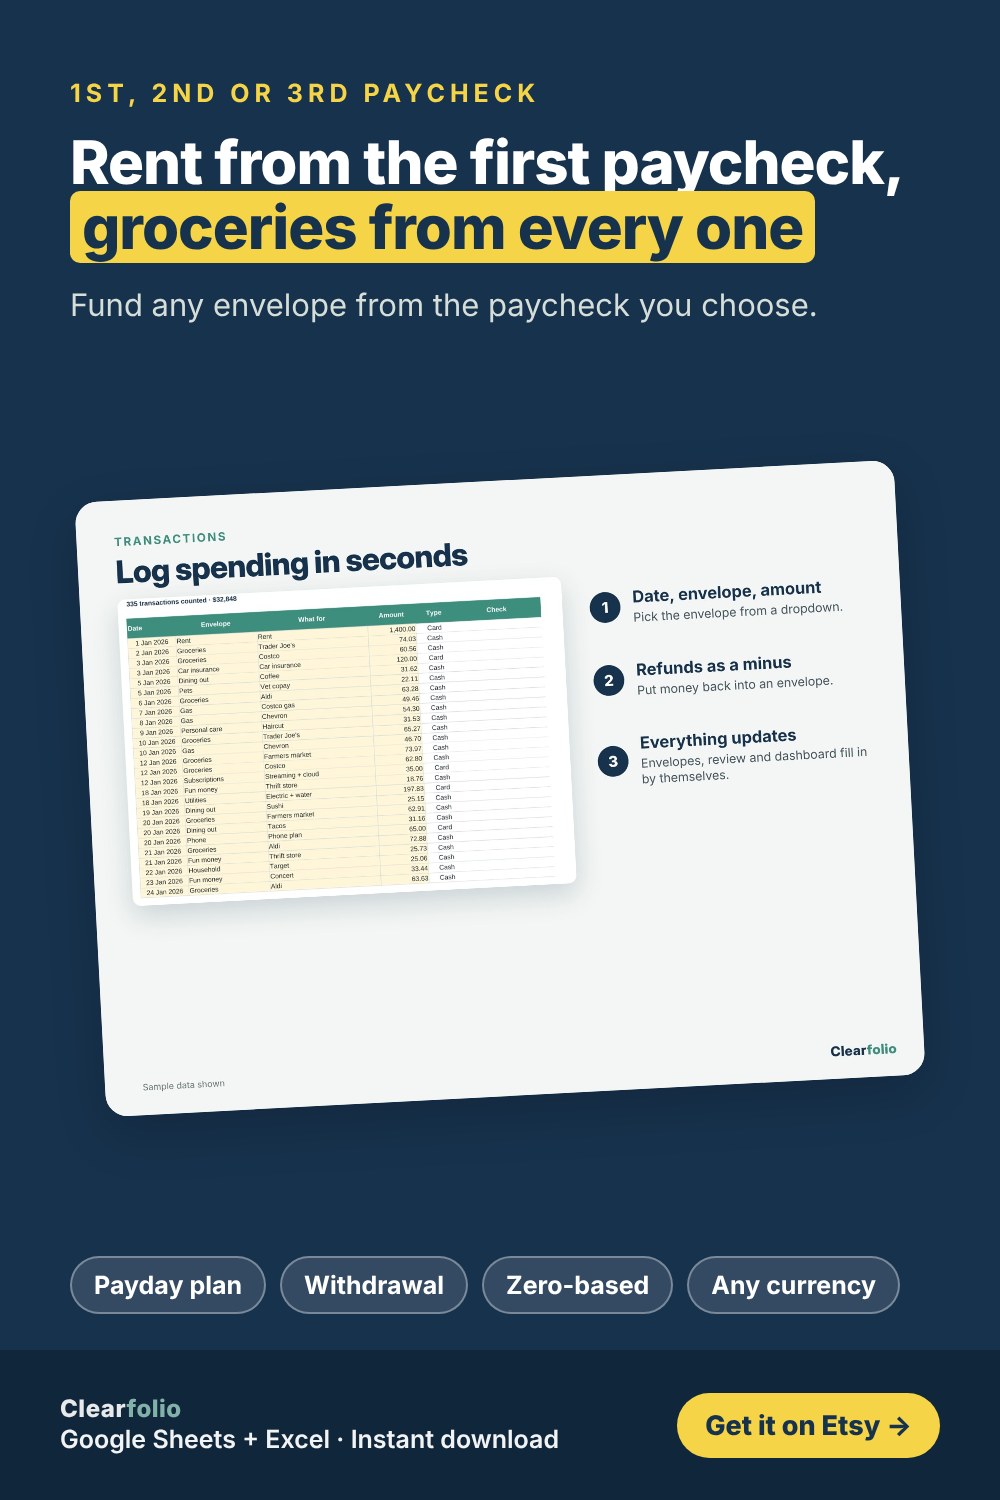 1ST, 2ND OR 3RD PAYCHECK
Rent from the first paycheck,
groceries from every one
Fund any envelope from the paycheck you choose.
TRANSACTIONS
Log spending in seconds
335 transactions counted · $32,848
Date Envelope What for Amount Type Check
1 Jan 2026 Rent Rent 1,400.00 Card
2 Jan 2026 Groceries Trader Joe's 74.03 Cash
3 Jan 2026 Groceries Costco 60.56 Cash
3 Jan 2026 Car insurance Car insurance 120.00 Card
5 Jan 2026 Dining out Coffee 31.62 Cash
5 Jan 2026 Pets Vet copay 22.11 Cash
6 Jan 2026 Groceries Aldi 63.28 Cash
7 Jan 2026 Gas Costco gas 49.46 Cash
8 Jan 2026 Gas Chevron 54.30 Cash
9 Jan 2026 Personal care Haircut 31.53 Cash
10 Jan 2026 Groceries Trader Joe's 65.27 Cash
10 Jan 2026 Gas Chevron 46.70 Cash
12 Jan 2026 Groceries Farmers market 73.97 Cash
12 Jan 2026 Groceries Costco 62.80 Cash
12 Jan 2026 Subscriptions Streaming + cloud 35.00 Card
18 Jan 2026 Fun money Thrift store 18.76 Cash
18 Jan 2026 Utilities Electric + water 197.83 Card
19 Jan 2026 Dining out Sushi 25.15 Cash
20 Jan 2026 Groceries Farmers market 62.91 Cash
20 Jan 2026 Dining out Tacos 31.16 Cash
20 Jan 2026 Phone Phone plan 65.00 Card
21 Jan 2026 Groceries Aldi 72.88 Cash
21 Jan 2026 Fun money Thrift store 25.73 Cash
22 Jan 2026 Household Target 25.06 Cash
23 Jan 2026 Fun money Concert 33.44 Cash
24 Jan 2026 Groceries Aldi 63.63 Cash
1 Date, envelope, amount
Pick the envelope from a dropdown.
2 Refunds as a minus
Put money back into an envelope.
3 Everything updates
Envelopes, review and dashboard fill in
by themselves.
Sample data shown
Clearfolio
Payday plan
Withdrawal
Zero-based
Any currency
Clearfolio
Google Sheets + Excel · Instant download
Get it on Etsy →